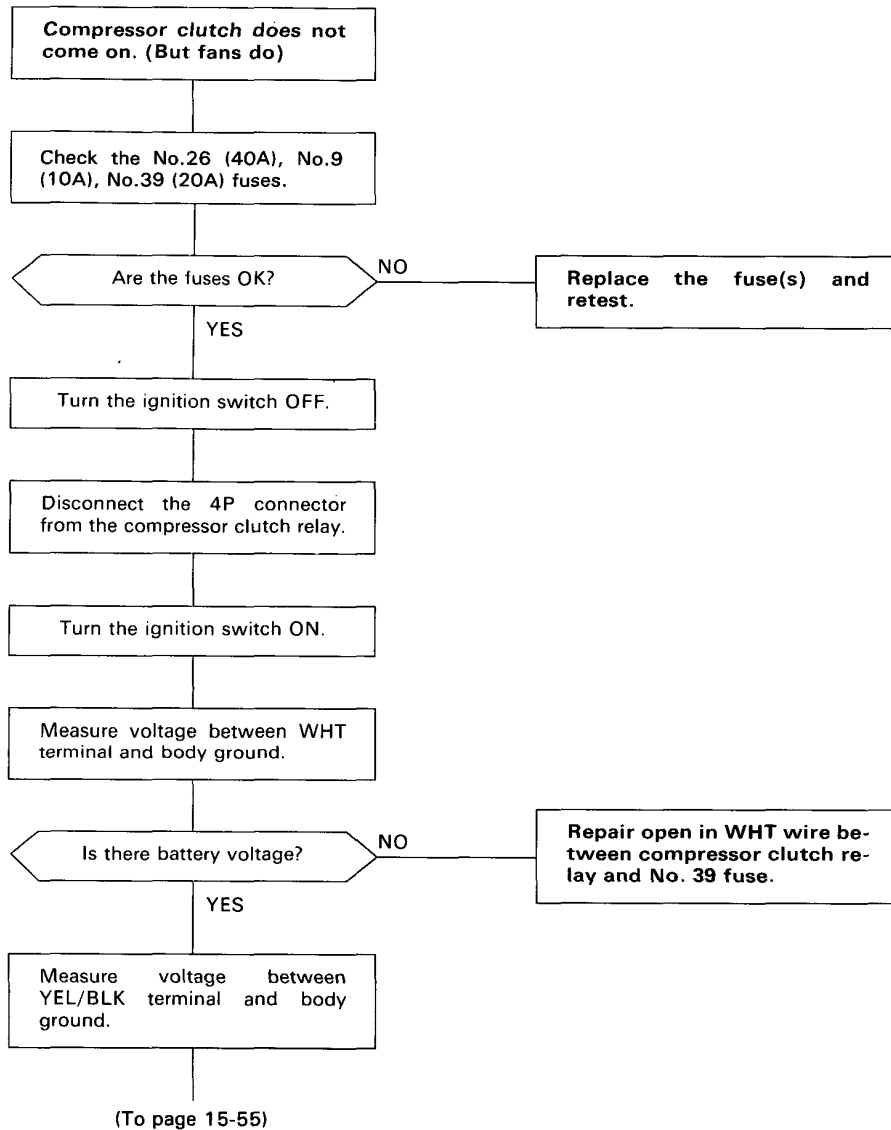 Compressor clutch does not
come on. (But fans do)
Check the No.26 (40A), No.9
(10A), No.39 (20A) fuses.
Are the fuses OK?
NO
Replace the fuse(s) and
retest.
YES
Turn the ignition switch OFF.
Disconnect the 4P connector
from the compressor clutch relay.
Turn the ignition switch ON.
Measure voltage between WHT
terminal and body ground.
Is there battery voltage?
NO
Repair open in WHT wire be-
tween compressor clutch re-
lay and No. 39 fuse.
YES
Measure voltage between
YEL/BLK terminal and body
ground.
(To page 15-55)